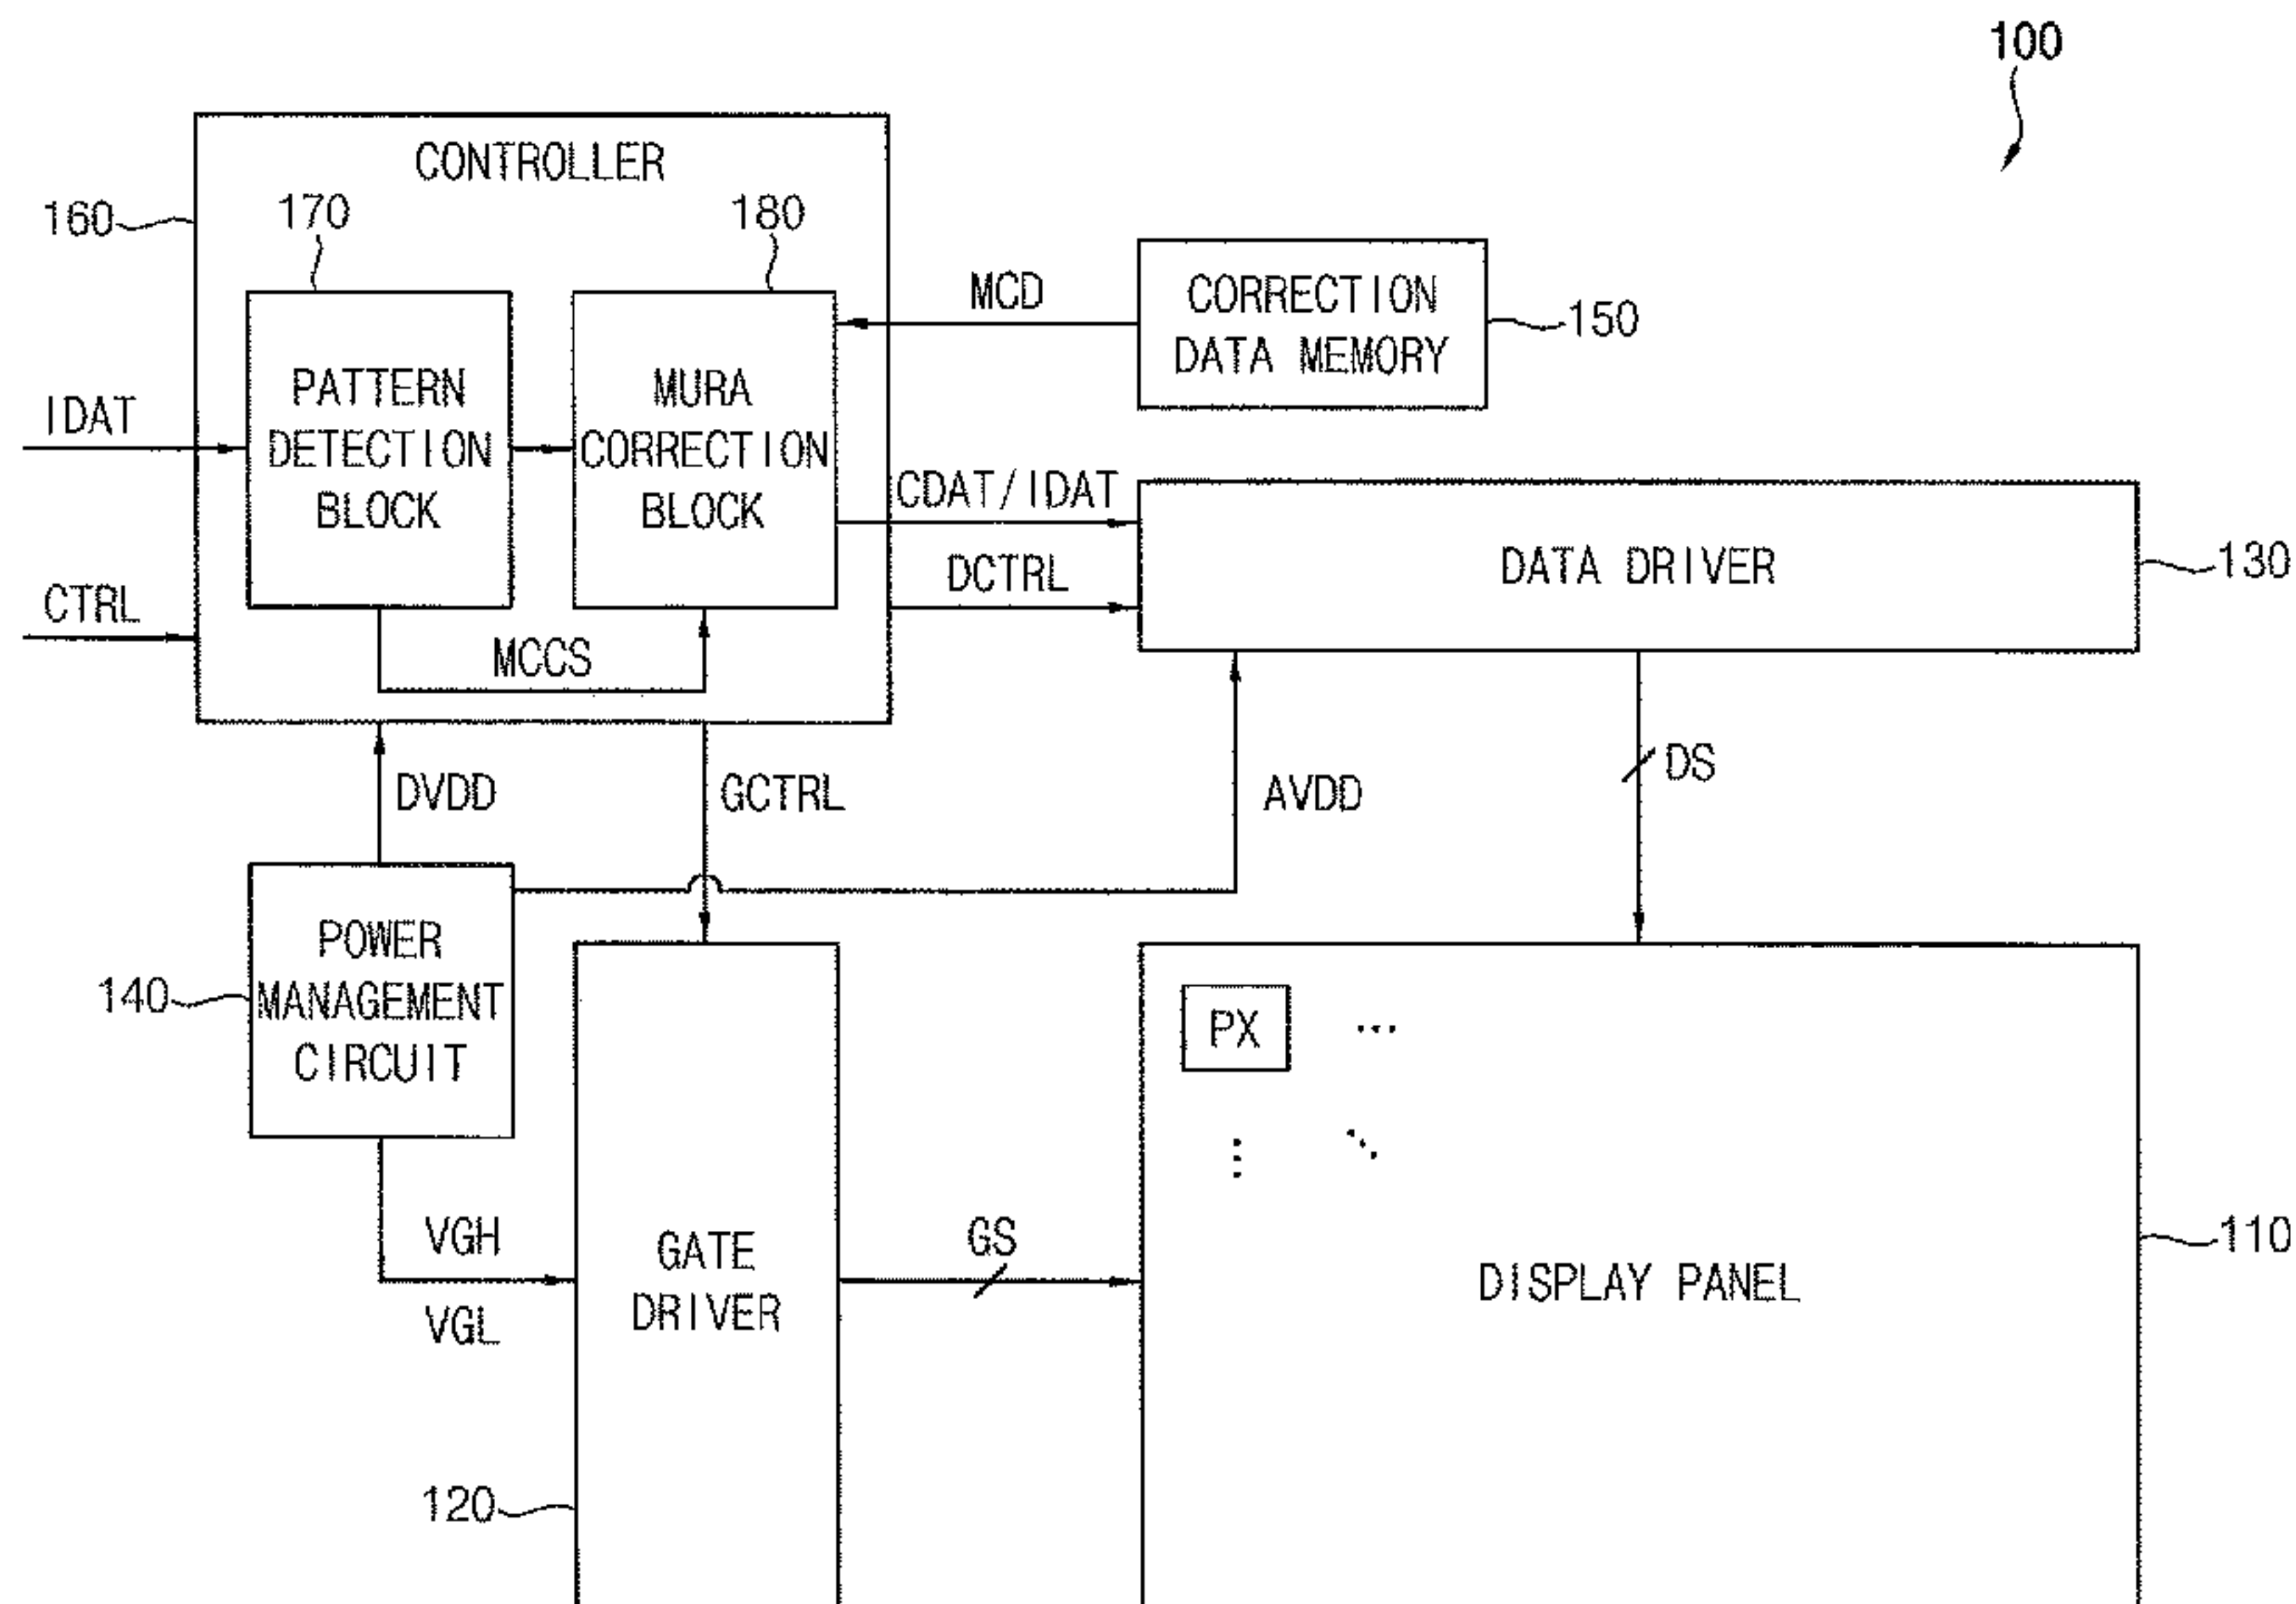 100
CONTROLLER
160
170
180
PATTERN
DETECTION
BLOCK
MURA
CORRECTION
BLOCK
MCD
CORRECTION
DATA MEMORY
150
IDAT
CTRL
CDAT/IDAT
DCTRL
DATA DRIVER
130
MCCS
DVDD
GCTRL
AVDD
DS
POWER
MANAGEMENT
CIRCUIT
140
PX
VGH
VGL
GATE
DRIVER
GS
DISPLAY PANEL
110
120